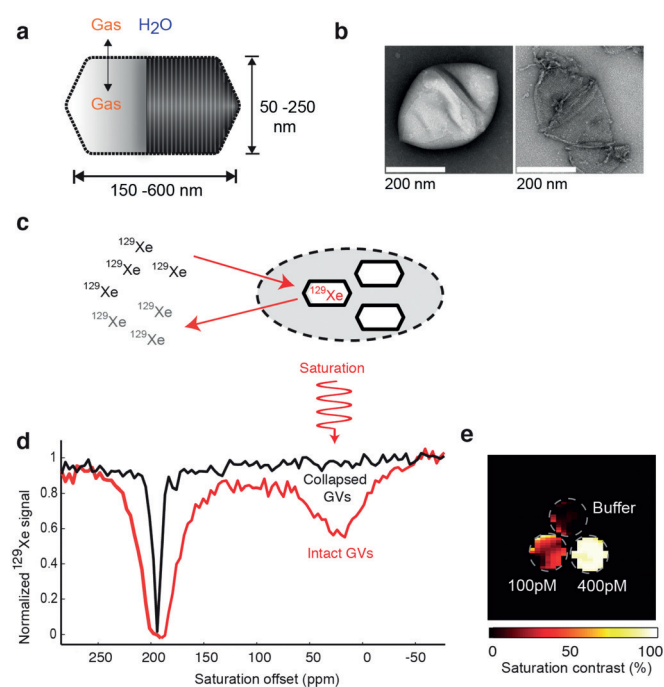 a
Gas
H2O
Gas
50 -250
nm
150 -600 nm
b
200 nm
200 nm
c
129Xe
129Xe
129Xe
129Xe
129Xe
129Xe
129Xe
129Xe
Saturation
d
Normalized 129Xe signal
1
0.8
0.6
0.4
0.2
0
Collapsed
GVs
Intact GVs
250
200
150
100
50
0
-50
Saturation offset (ppm)
e
Buffer
100pM
400pM
0
50
100
Saturation contrast (%)